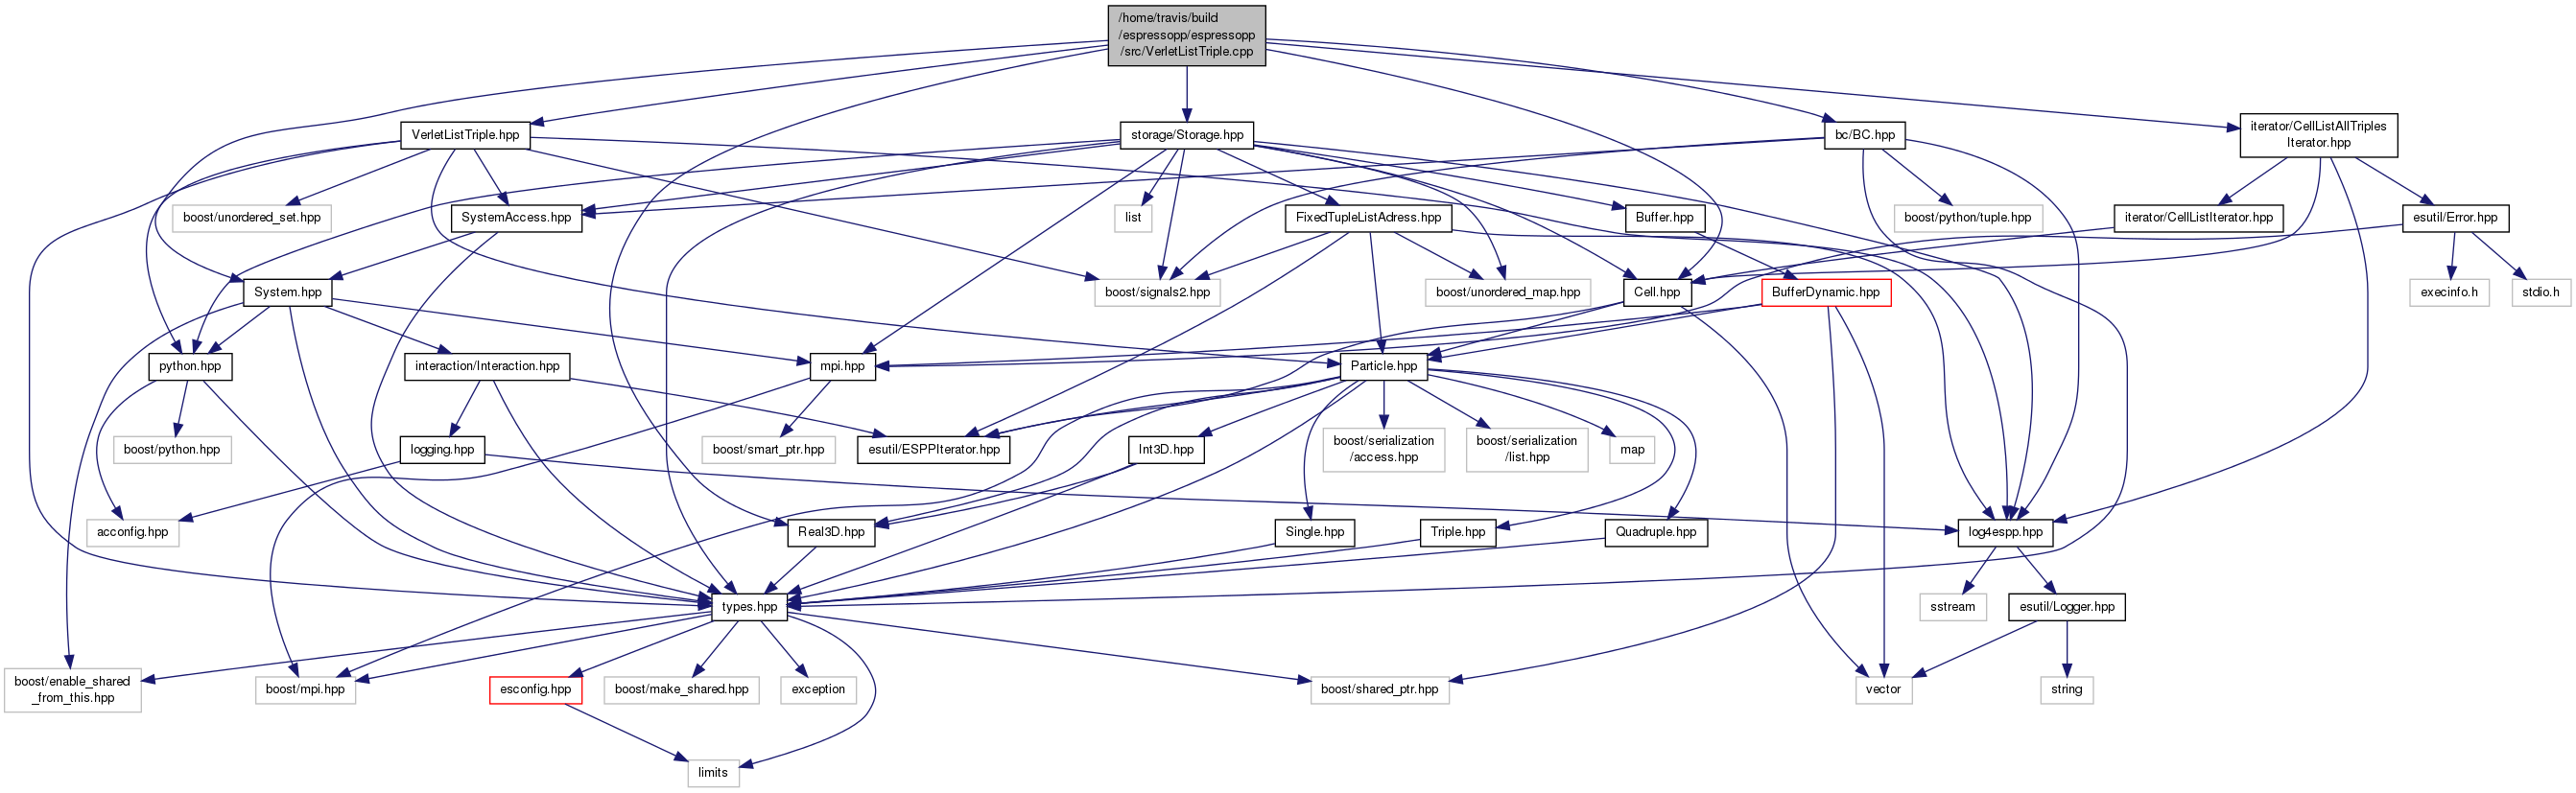 /home/travis/build
/espressopp/espressopp
/src/VerletListTriple.cpp
VerletListTriple.hpp
storage/Storage.hpp
bc/BC.hpp
iterator/CellListAllTriples
Iterator.hpp
boost/unordered_set.hpp
SystemAccess.hpp
list
FixedTupleListAdress.hpp
Buffer.hpp
boost/python/tuple.hpp
iterator/CellListIterator.hpp
esutil/Error.hpp
System.hpp
boost/signals2.hpp
boost/unordered_map.hpp
Cell.hpp
BufferDynamic.hpp
execinfo.h
stdio.h
python.hpp
interaction/Interaction.hpp
mpi.hpp
Particle.hpp
boost/python.hpp
logging.hpp
boost/smart_ptr.hpp
esutil/ESPPIterator.hpp
Int3D.hpp
boost/serialization
/access.hpp
boost/serialization
/list.hpp
map
acconfig.hpp
Real3D.hpp
Single.hpp
Triple.hpp
Quadruple.hpp
log4espp.hpp
types.hpp
sstream
esutil/Logger.hpp
boost/enable_shared
_from_this.hpp
boost/mpi.hpp
esconfig.hpp
boost/make_shared.hpp
exception
boost/shared_ptr.hpp
vector
string
limits